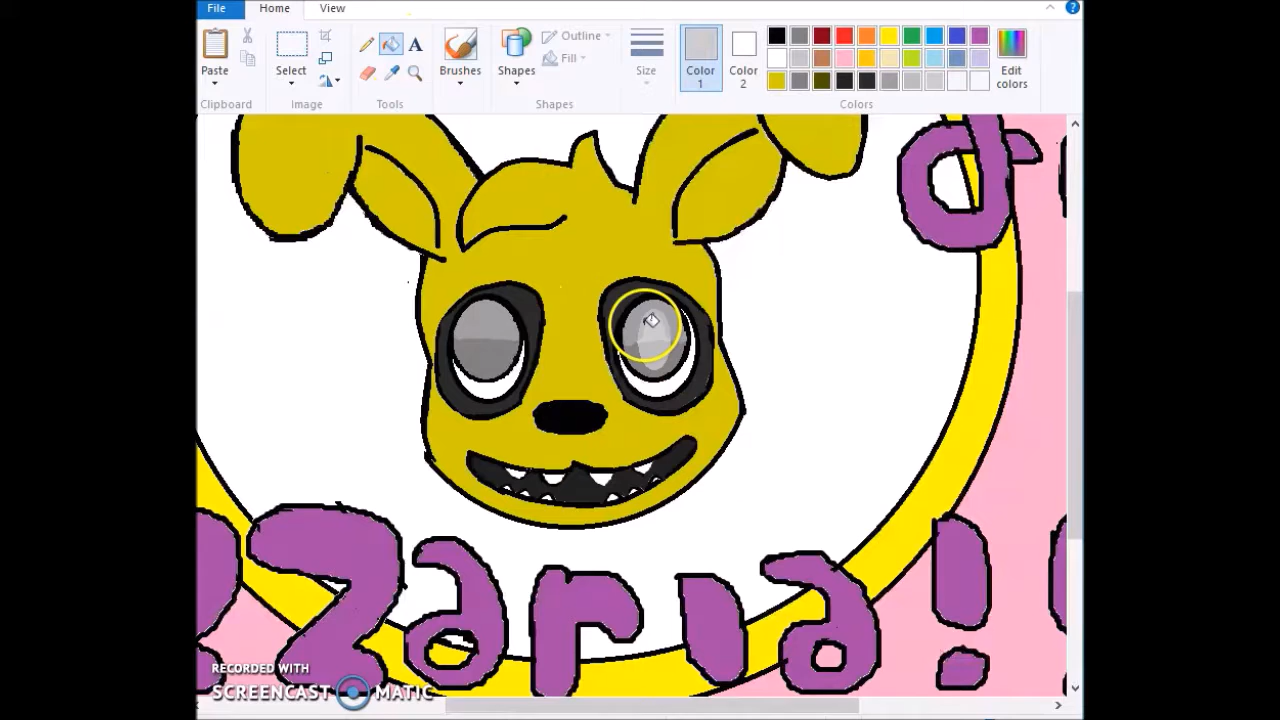 File Home View
Paste
Select
A
Brushes
Shapes
Outline
Fill
Size
Color 1
Color 2
Edit colors
Clipboard Image Tools Shapes Colors
zaria!
RECORDED WITH
SCREENCAST MATIC